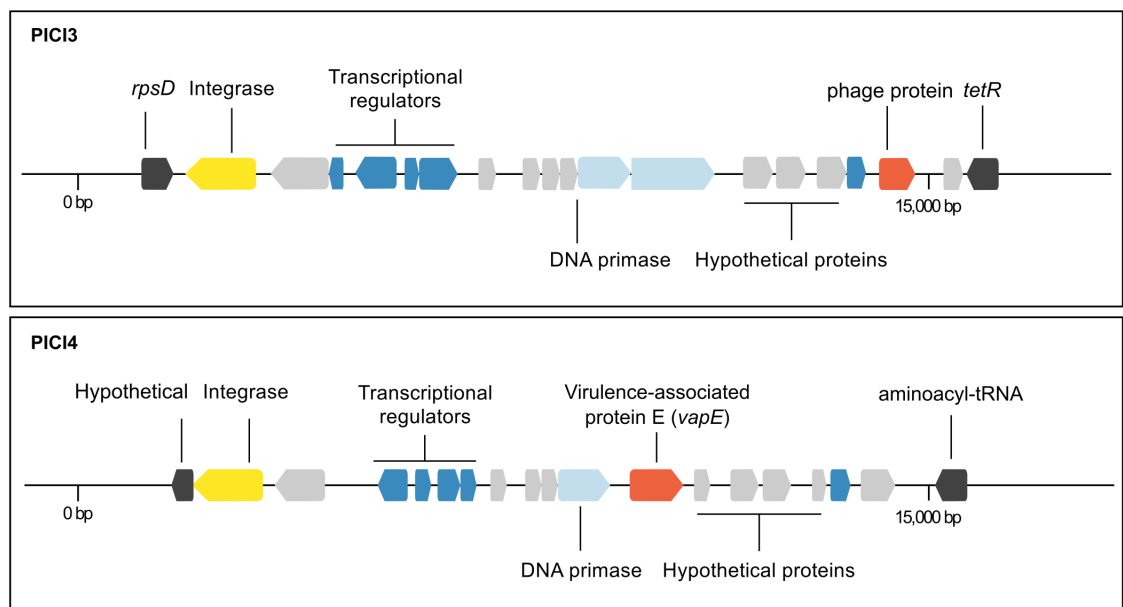 PICI3
rpsD Integrase
Transcriptional
regulators
phage protein tetR
0 bp
15,000 bp
DNA primase
Hypothetical proteins
PICI4
Hypothetical
Integrase
Transcriptional
regulators
Virulence-associated
protein E (vapE)
aminoacyl-tRNA
0 bp
15,000 bp
DNA primase
Hypothetical proteins